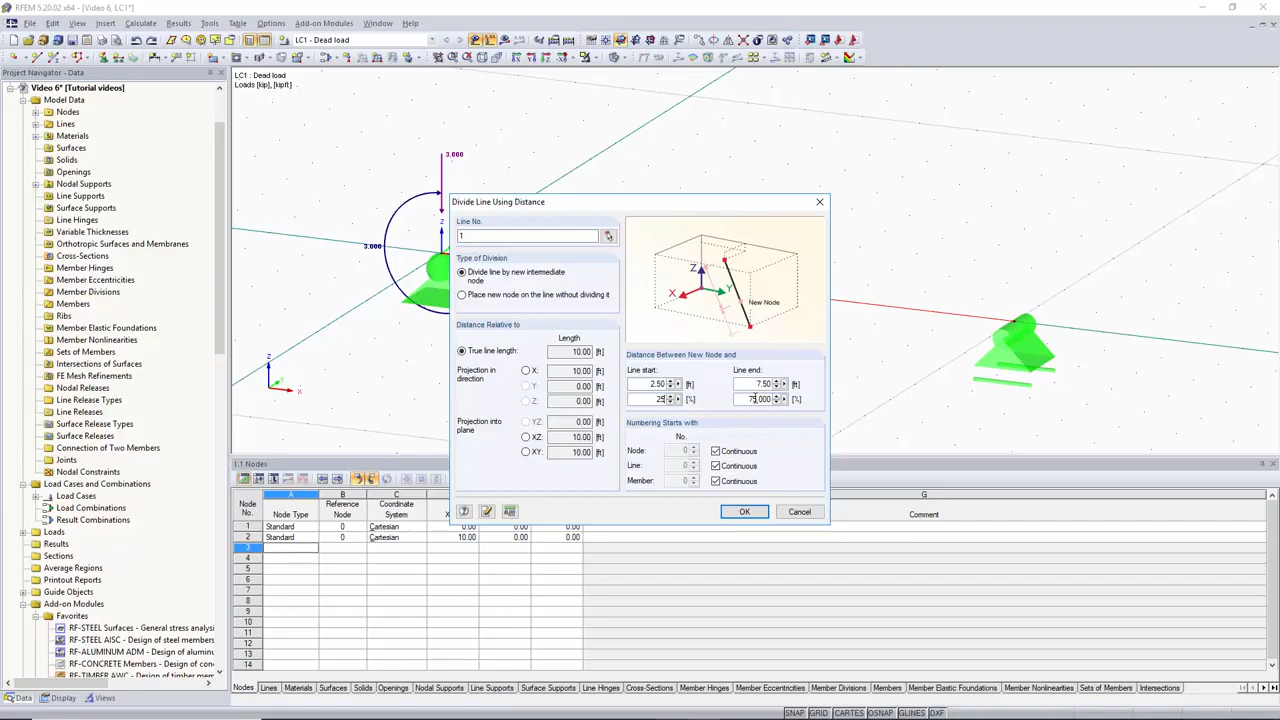 RFEM 5.20.02 x64 - [Video 6, LC1*]
File Edit View Insert Calculate Results Tools Table Options Add-on Modules Window Help
LC1 - Dead load
Project Navigator - Data
Video 6* [Tutorial videos]
Model Data
Nodes
Lines
Materials
Surfaces
Solids
Openings
Nodal Supports
Line Supports
Surface Supports
Line Hinges
Variable Thicknesses
Orthotropic Surfaces and Membranes
Cross-Sections
Member Hinges
Member Eccentricities
Member Divisions
Members
Ribs
Member Elastic Foundations
Member Nonlinearities
Sets of Members
Intersections of Surfaces
FE Mesh Refinements
Nodal Releases
Line Release Types
Line Releases
Surface Release Types
Surface Releases
Connection of Two Members
Joints
Nodal Constraints
Load Cases and Combinations
Load Cases
Load Combinations
Result Combinations
Loads
Results
Sections
Average Regions
Printout Reports
Guide Objects
Add-on Modules
Favorites
RF-STEEL Surfaces - General stress analysi
RF-STEEL AISC - Design of steel members
RF-ALUMINUM ADM - Design of aluminu
RF-CONCRETE Members - Design of conc
RF-TIMBER AWC - Design of timber mem
Data Display Views
LC1 : Dead load
Loads [kip], [kipft]
3.000
3.000
Z
Z
X
Divide Line Using Distance
Line No.
1
Type of Division
Divide line by new intermediate
node
Place new node on the line without dividing it
Distance Relative to
Length
True line length: 10.00 [ft]
Projection in
direction
X: 10.00 [ft]
Y: 0.00 [ft]
Z: 0.00 [ft]
Projection into
plane
YZ: 0.00 [ft]
XZ: 10.00 [ft]
XY: 10.00 [ft]
Z
X
Y
New Node
Distance Between New Node and
Line start: Line end:
2.50 [ft] 7.50 [ft]
25 [%] 75.000 [%]
Numbering Starts with
No.
Node: 0 Continuous
Line: 0 Continuous
Member: 0 Continuous
OK Cancel
1.1 Nodes
A B C G
Node
No.
Node Type
Reference
Node
Coordinate
System
X
Comment
1 Standard 0 Cartesian 0.00 0.00 0.00
2 Standard 0 Cartesian 10.00 0.00 0.00
3
4
5
6
7
8
9
10
11
12
13
14
Nodes Lines Materials Surfaces Solids Openings Nodal Supports Line Supports Surface Supports Line Hinges Cross-Sections Member Hinges Member Eccentricities Member Divisions Members Member Elastic Foundations Member Nonlinearities Sets of Members Intersections
SNAP GRID CARTES OSNAP GLINES DXF